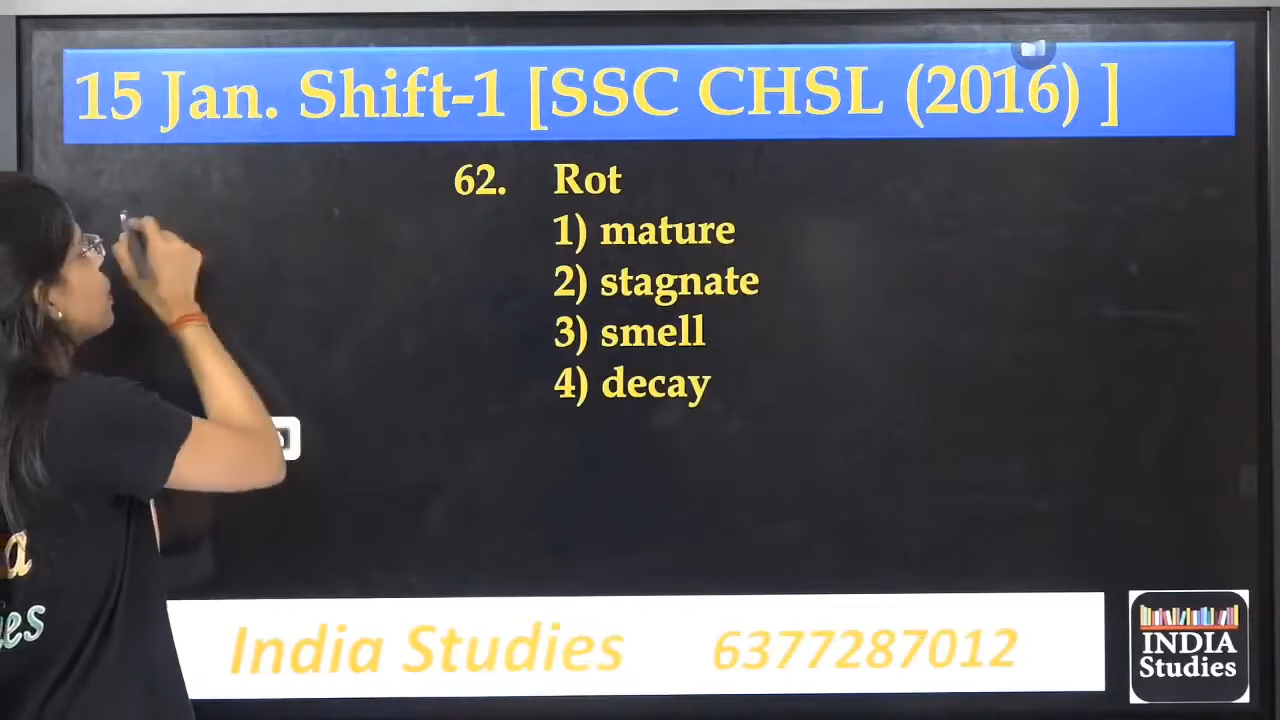 15 Jan. Shift-1 [SSC CHSL (2016) ]
62. Rot
1) mature
2) stagnate
3) smell
4) decay
India Studies 6377287012
INDIA
Studies